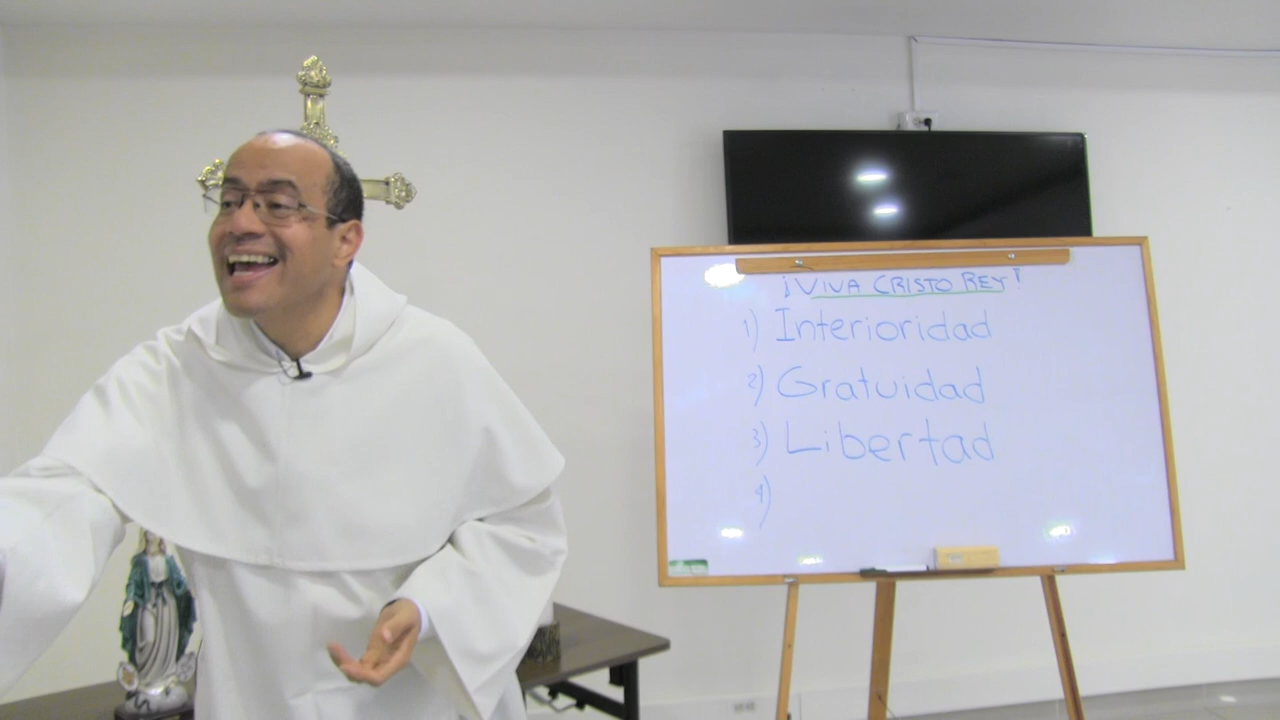 ¡VIVA CRISTO REY!
1) Interioridad
2) Gratuidad
3) Libertad
4)